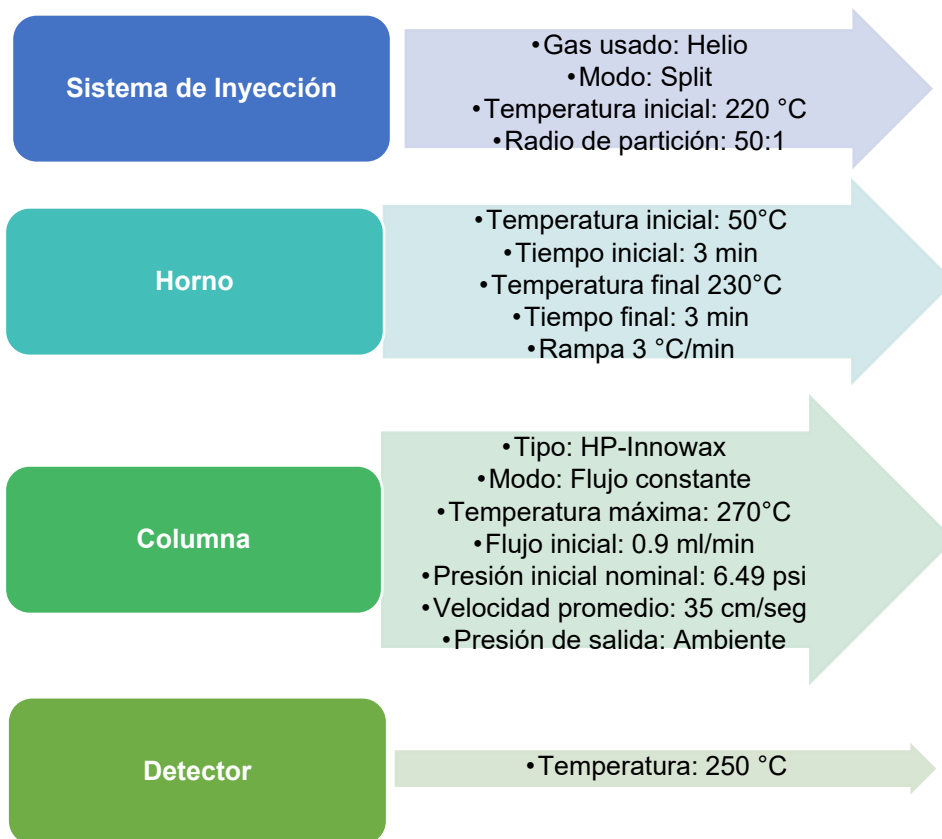 Sistema de Inyección
•Gas usado: Helio
•Modo: Split
•Temperatura inicial: 220 °C
•Radio de partición: 50:1
Horno
•Temperatura inicial: 50°C
•Tiempo inicial: 3 min
•Temperatura final 230°C
•Tiempo final: 3 min
•Rampa 3 °C/min
Columna
•Tipo: HP-Innowax
•Modo: Flujo constante
•Temperatura máxima: 270°C
•Flujo inicial: 0.9 ml/min
•Presión inicial nominal: 6.49 psi
•Velocidad promedio: 35 cm/seg
•Presión de salida: Ambiente
Detector
•Temperatura: 250 °C